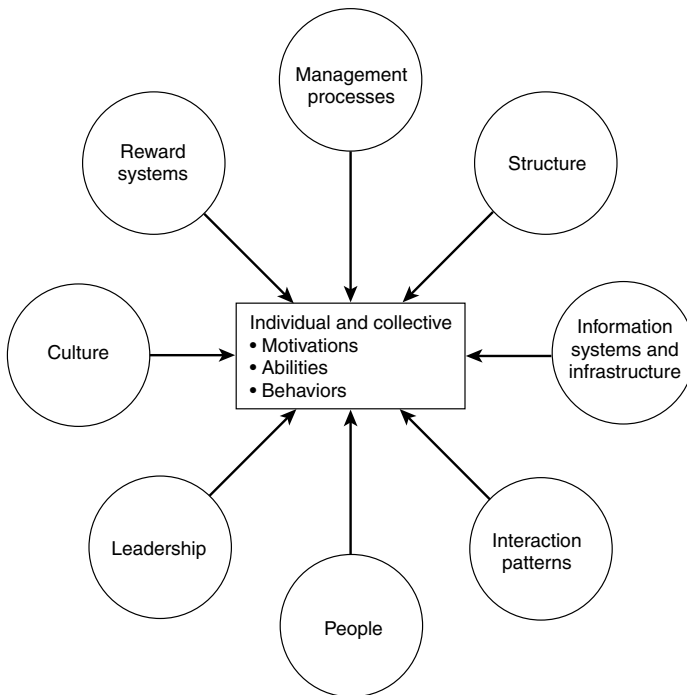 Management
processes
Reward
systems
Structure
Individual and collective
• Motivations
• Abilities
• Behaviors
Culture
Information
systems and
infrastructure
Leadership
Interaction
patterns
People